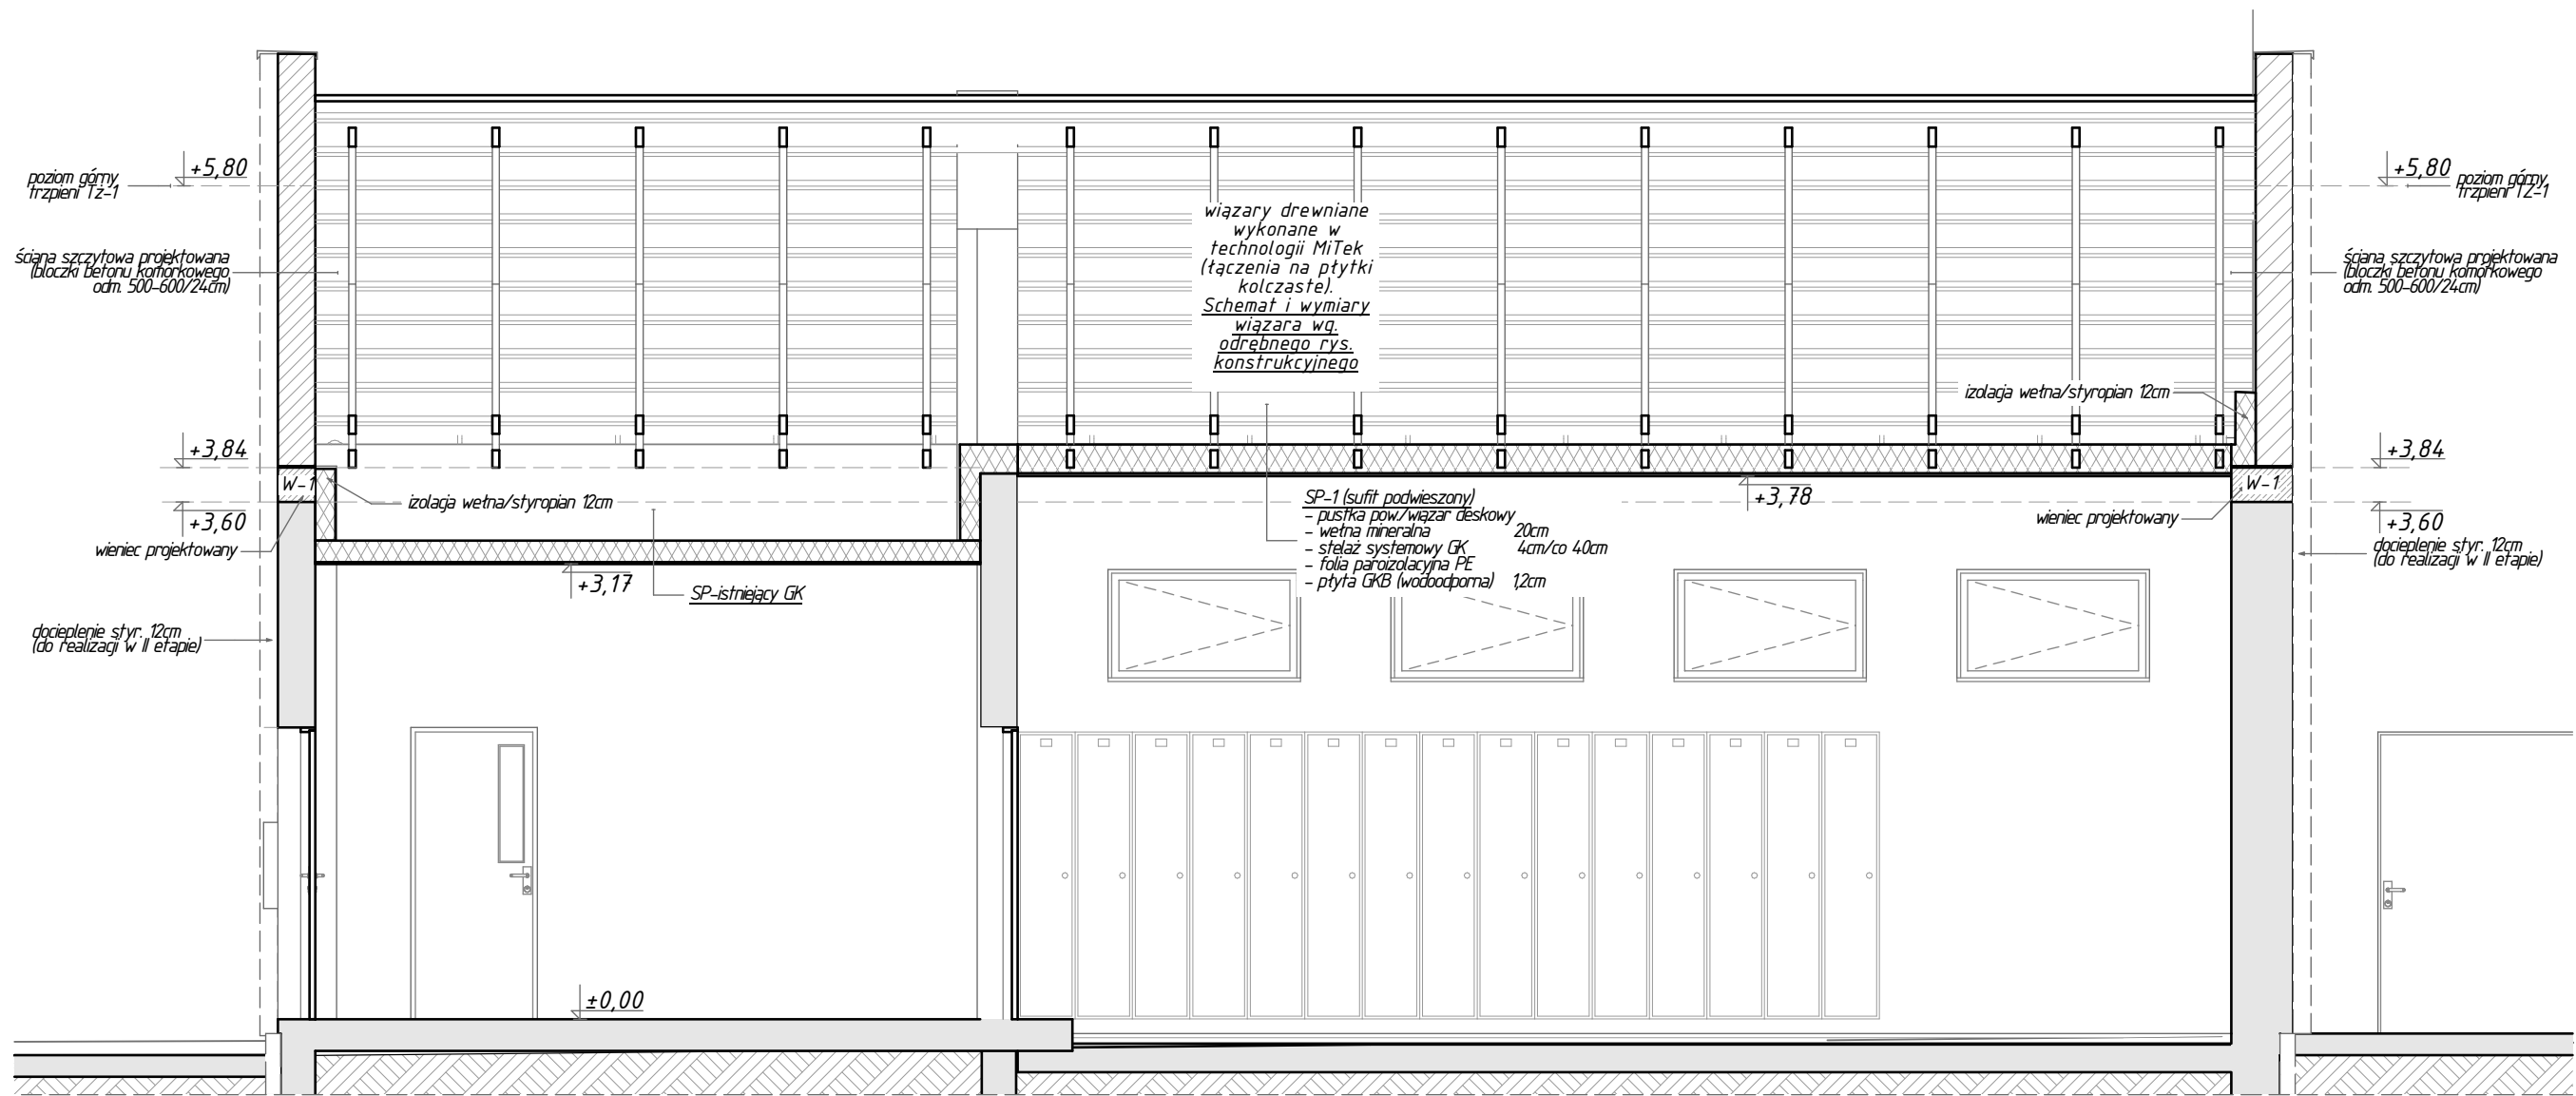 +5,80
poziom górny
trzpieni Tż-1
ściana szczytowa projektowana
(bloczki betonu komórkowego
odm. 500-600/24cm)
+3,84
W-1
izolacja wełna/styropian 12cm
+3,60
wieniec projektowany
+3,17
SP-istniejący GK
docieplenie styr. 12cm
(do realizacji w II etapie)
±0,00
wiązary drewniane
wykonane w
technologii MiTek
(łączenia na płytki
kolczaste).
Schemat i wymiary
wiązara wg.
odrębnego rys.
konstrukcyjnego
SP-1 (sufit podwieszony)
- pustka pow./wiązar deskowy
- wełna mineralna 20cm
- stelaż systemowy GK 4cm/co 40cm
- folia paroizolacyjna PE
- płyta GKB (wodoodporna) 1,2cm
+3,78
izolacja wełna/styropian 12cm
W-1
wieniec projektowany
+5,80
poziom górny
trzpieni TŻ-1
ściana szczytowa projektowana
(bloczki betonu komórkowego
odm. 500-600/24cm)
+3,84
+3,60
docieplenie styr. 12cm
(do realizacji w II etapie)